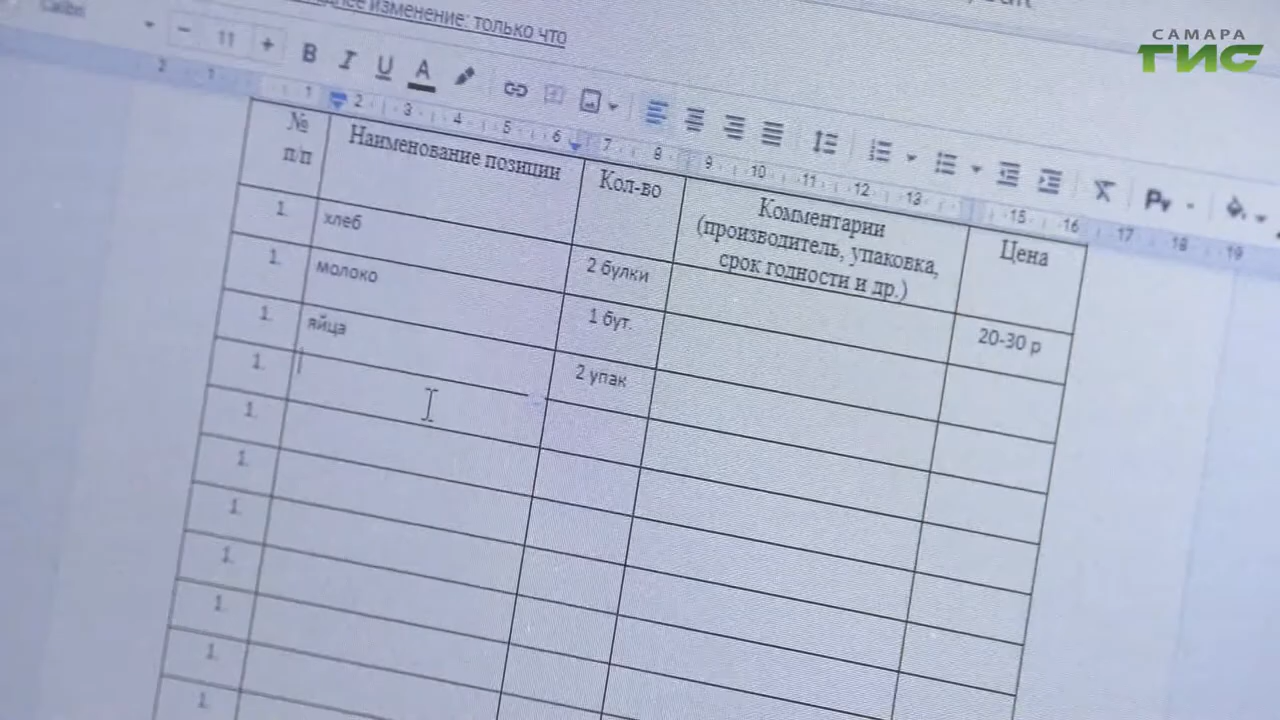 САМАРА
ГИС
изменение: только что
Calibri
− 11 + B I U A
2 1 1 2 3 4 5 6 7 8 9 10 11 12 13 15 16 17 18 19
№ п/п
Наименование позиции
Кол-во
Комментарии
(производитель, упаковка,
срок годности и др.)
Цена
1. хлеб 2 булки 20-30 р
1. молоко 1 бут.
1. яйца 2 упак
1.
1.
1.
1.
1.
1.
1.
1.